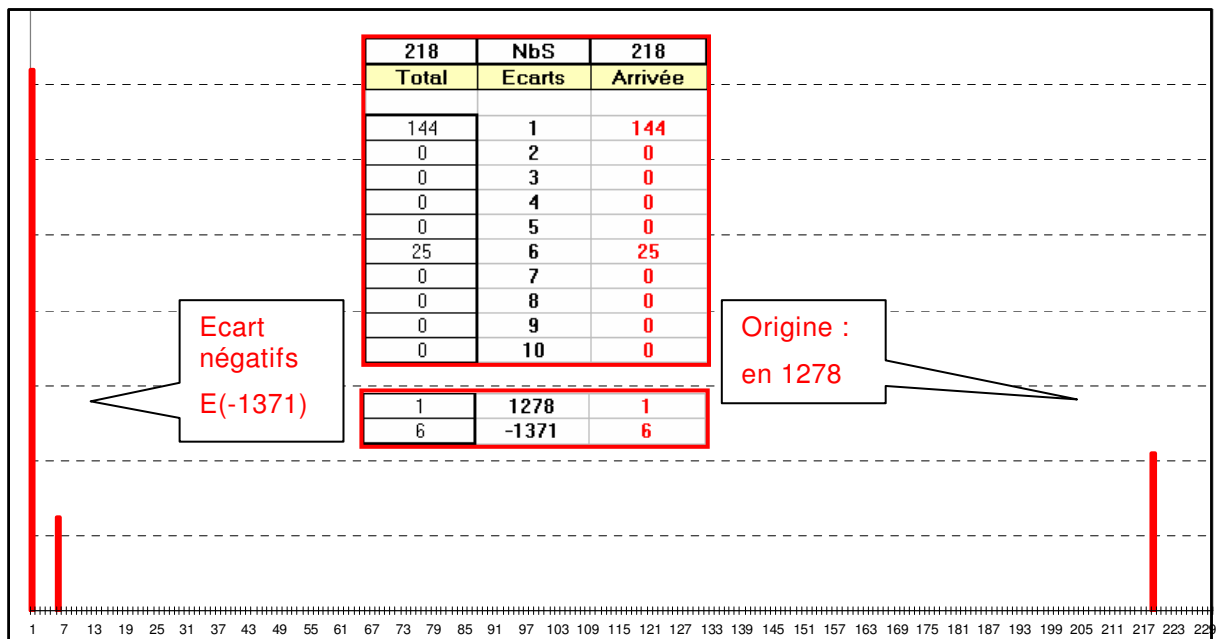 218 NbS 218
Total Ecarts Arrivée
144 1 144
0 2 0
0 3 0
0 4 0
0 5 0
25 6 25
0 7 0
0 8 0
0 9 0
0 10 0
Ecart
négatifs
E(-1371)
Origine :
en 1278
1 1278 1
6 -1371 6
1 7 13 19 25 31 37 43 49 55 61 67 73 79 85 91 97 103 109 115 121 127 133 139 145 151 157 163 169 175 181 187 193 199 205 211 217 223 229